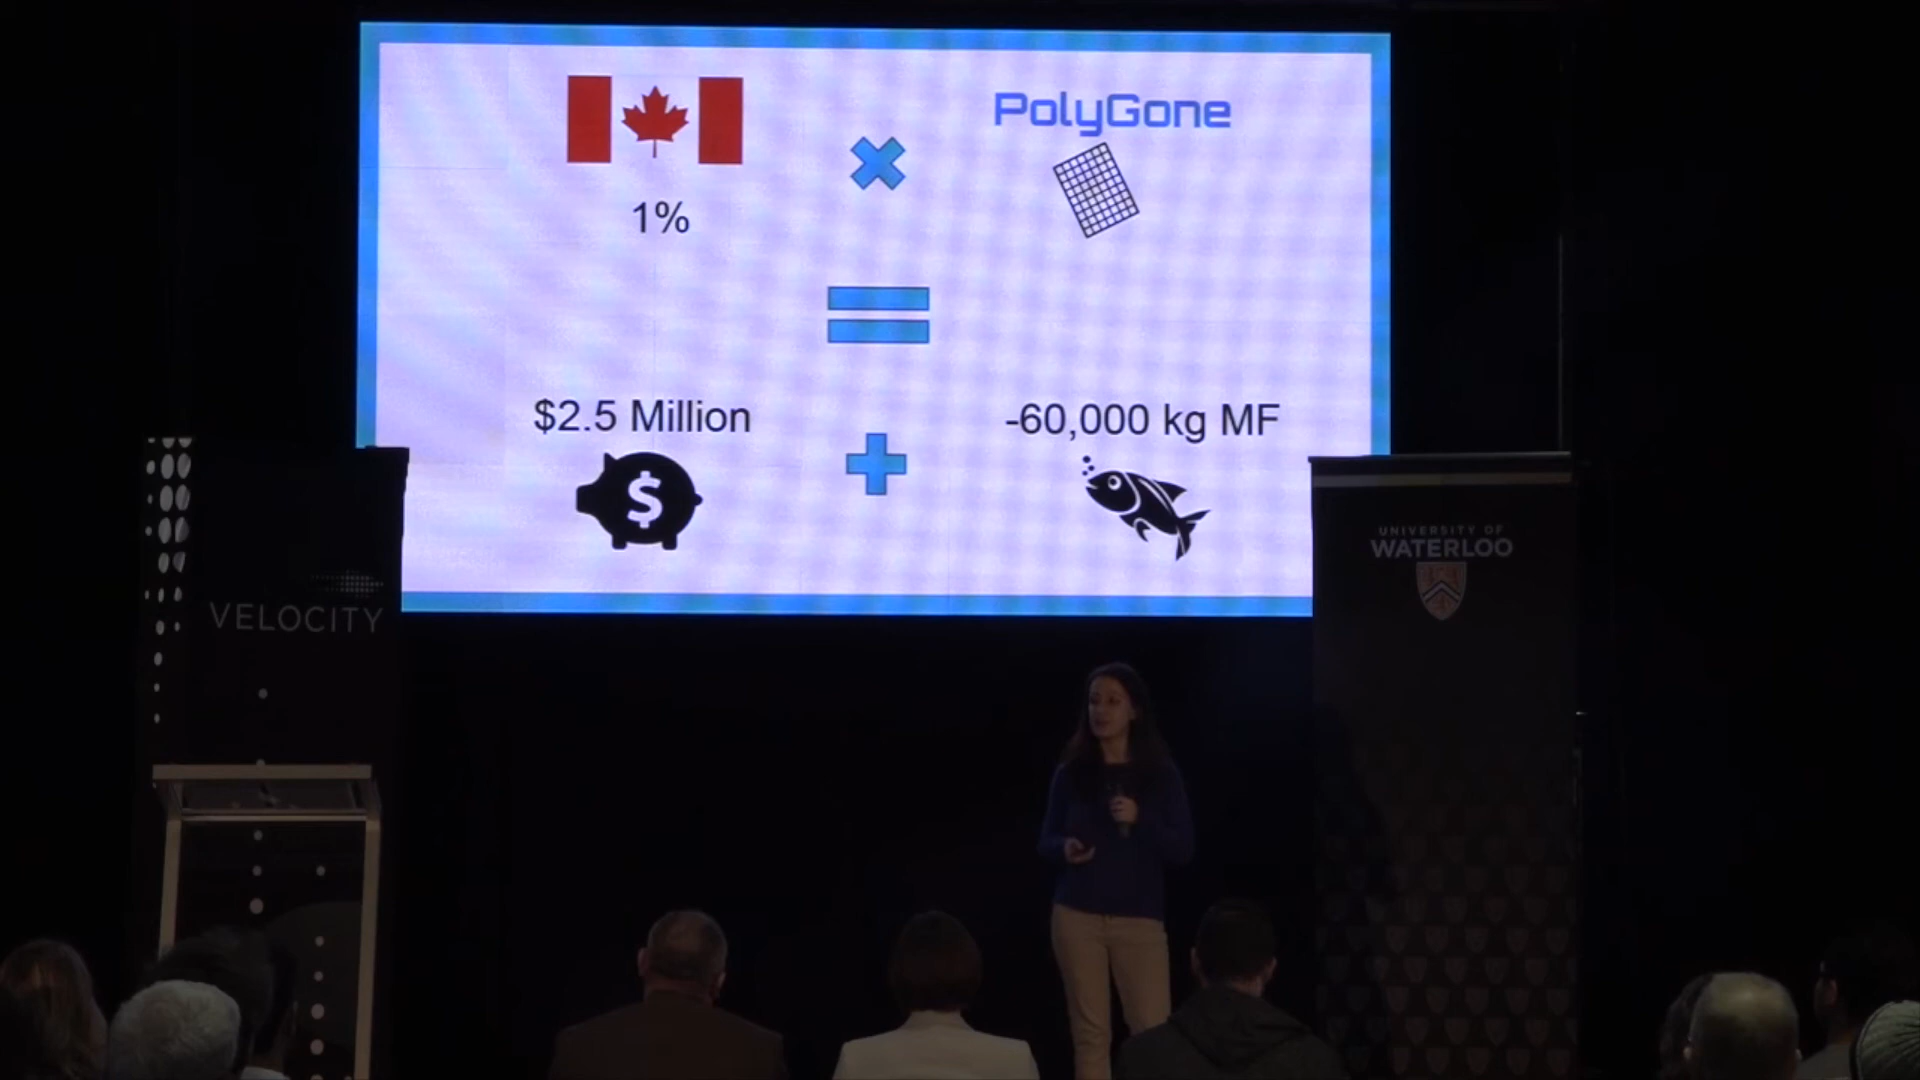 PolyGone
1%
$2.5 Million
-60,000 kg MF
$
VELOCITY
UNIVERSITY OF
WATERLOO